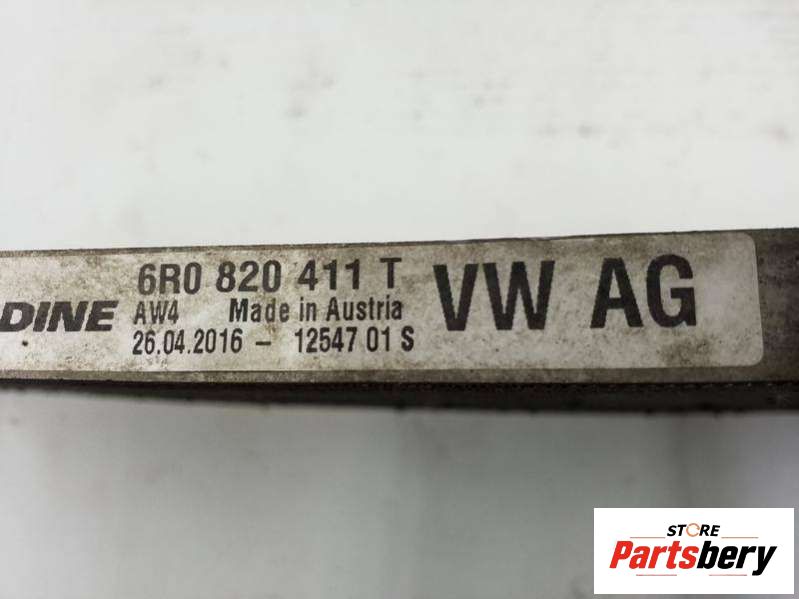 6R0 820 411 T VW AG
DINE AW4 Made in Austria
26.04.2016 - 12547 01 S
STORE
Partsbery